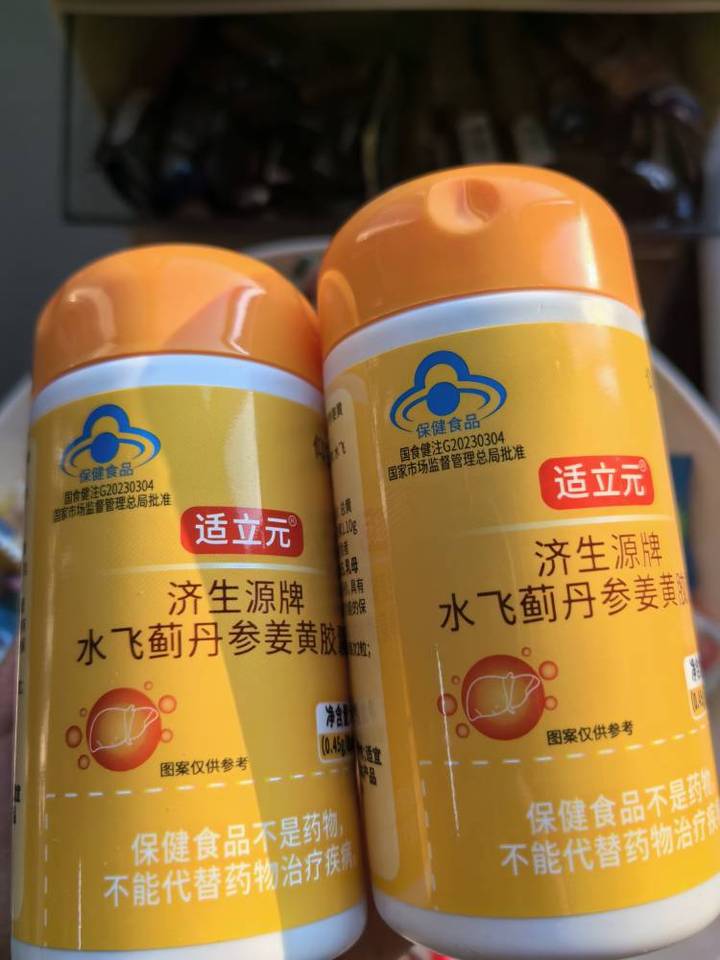 保健食品
国食健注G20230304
国家市场监督管理总局批准
适立元®
济生源牌
水飞蓟丹参姜黄胶
净含量
(0.45g
图案仅供参考
保健食品不是药物,
不能代替药物治疗疾病
保健食品
国食健注G20230304
国家市场监督管理总局批准
适立元®
济生源牌
水飞蓟丹参姜黄胶
图案仅供参考
保健食品不是药物
不能代替药物治疗疾